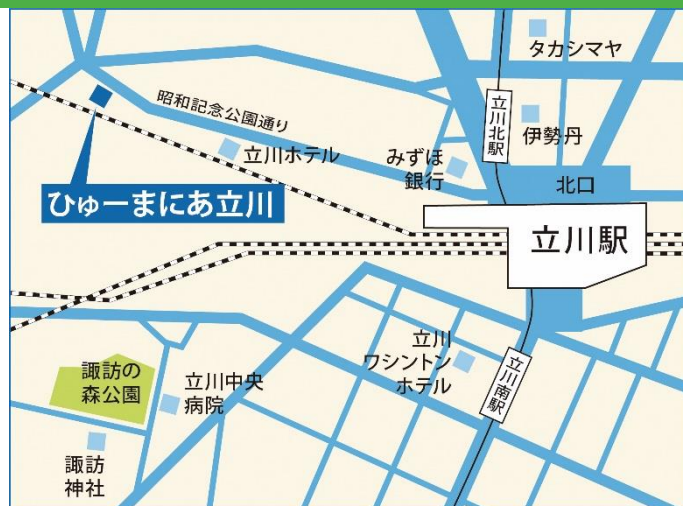 タカシマヤ
立川北駅
昭和記念公園通り
伊勢丹
立川ホテル
みずほ
銀行
北口
ひゅーまにあ立川
立川駅
立川
ワシントン
ホテル
立川南駅
諏訪の
森公園
立川中央
病院
諏訪
神社